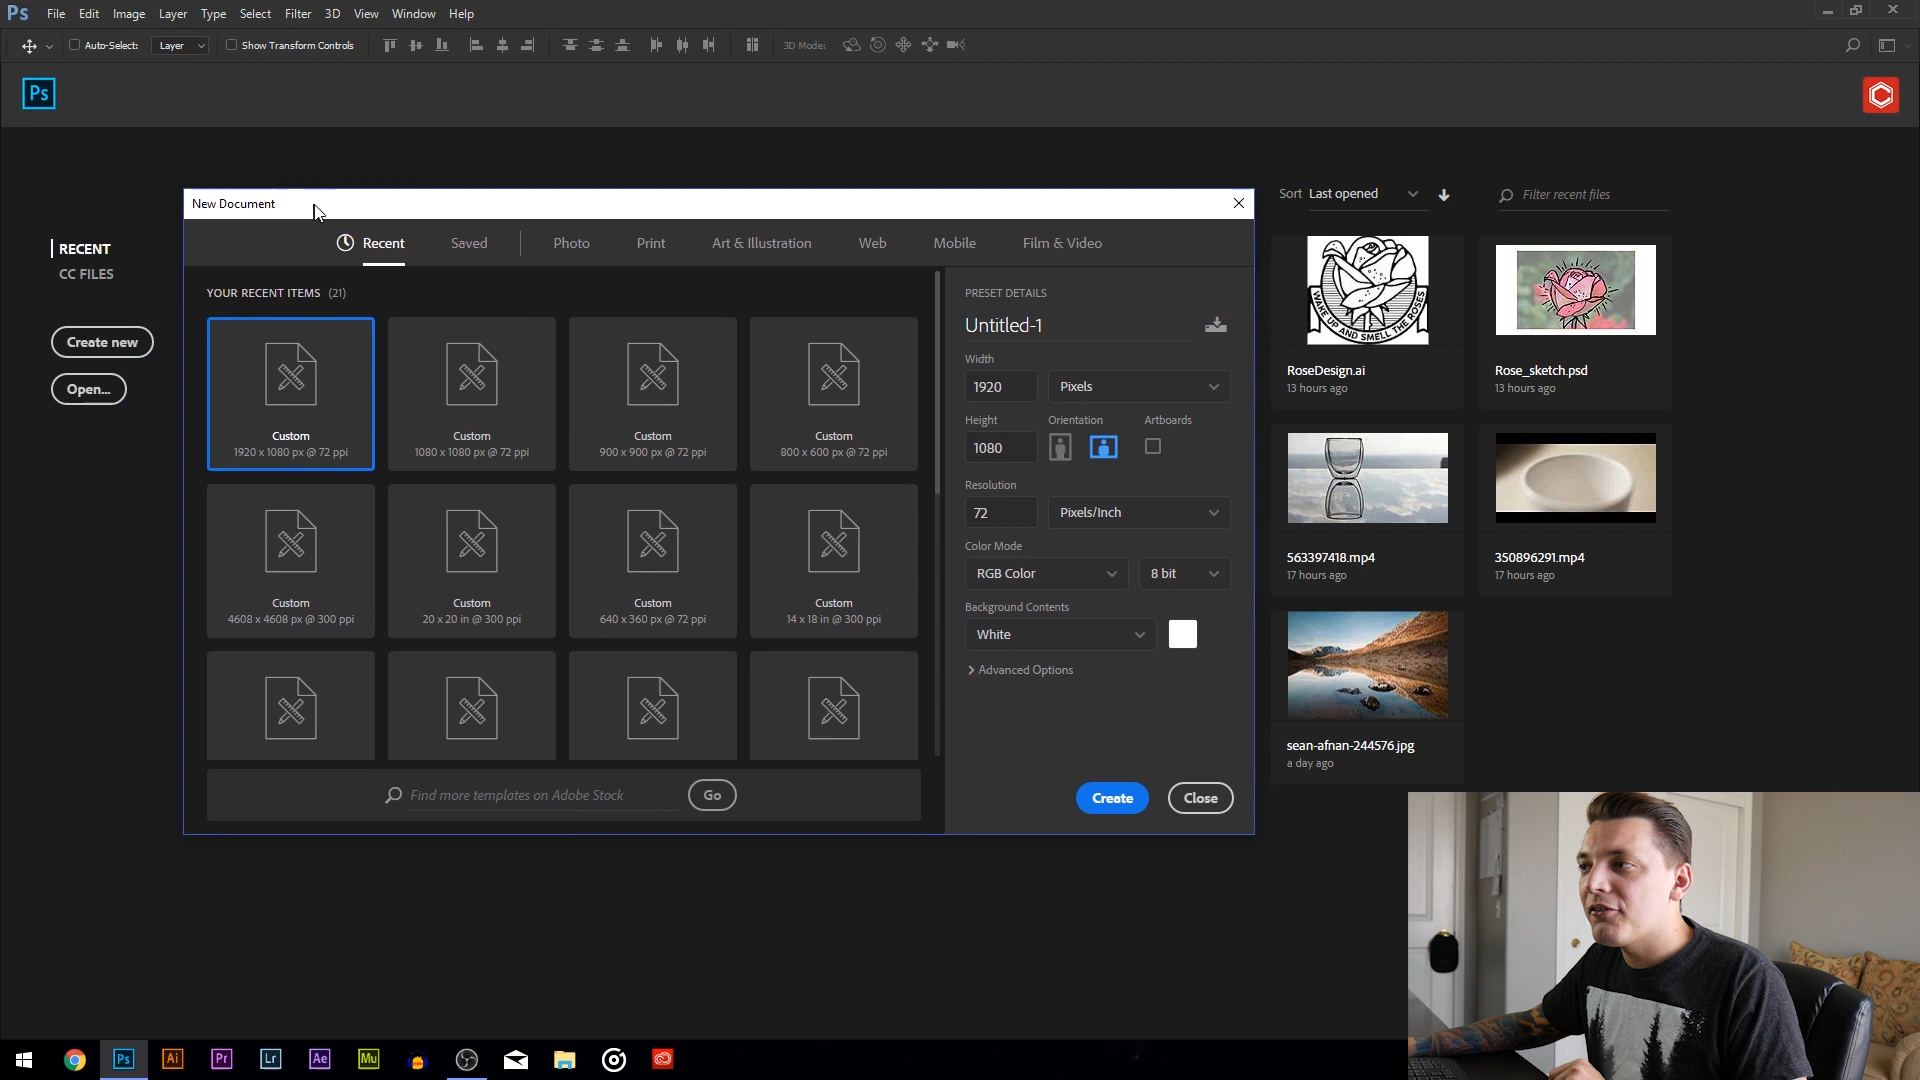 Ps File Edit Image Layer Type Select Filter 3D View Window Help
Auto-Select: Layer Show Transform Controls 3D Mode:
Ps
New Document
Recent Saved Photo Print Art & Illustration Web Mobile Film & Video
Sort Last opened Filter recent files
RECENT
CC FILES
Create new
Open...
YOUR RECENT ITEMS (21)
Custom
1920 x 1080 px @ 72 ppi
Custom
1080 x 1080 px @ 72 ppi
Custom
900 x 900 px @ 72 ppi
Custom
800 x 600 px @ 72 ppi
Custom
4608 x 4608 px @ 300 ppi
Custom
20 x 20 in @ 300 ppi
Custom
640 x 360 px @ 72 ppi
Custom
14 x 18 in @ 300 ppi
Find more templates on Adobe Stock Go
PRESET DETAILS
Untitled-1
Width
1920 Pixels
Height Orientation Artboards
1080
Resolution
72 Pixels/Inch
Color Mode
RGB Color 8 bit
Background Contents
White
Advanced Options
Create Close
WAKE UP AND SMELL THE ROSES
RoseDesign.ai
13 hours ago
Rose_sketch.psd
13 hours ago
563397418.mp4
17 hours ago
350896291.mp4
17 hours ago
sean-afnan-244576.jpg
a day ago
Ps Ai Pr Lr Ae Mu